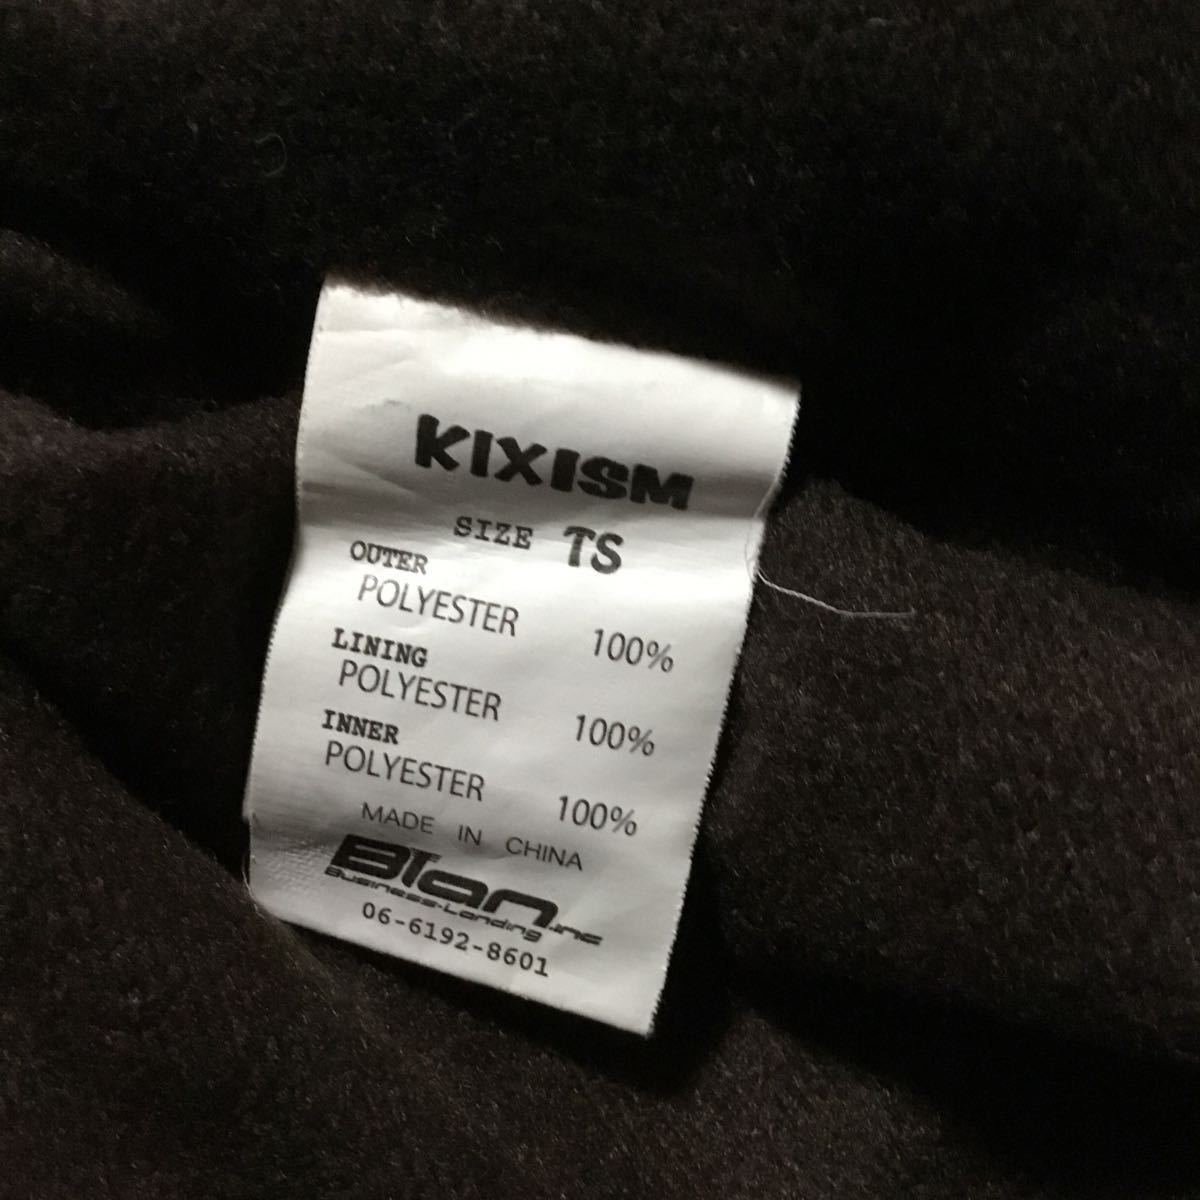 KIXISM
SIZE TS
OUTER
POLYESTER 100%
LINING
POLYESTER 100%
INNER
POLYESTER 100%
MADE IN CHINA
BTan.inc
Business-Landing
06-6192-8601